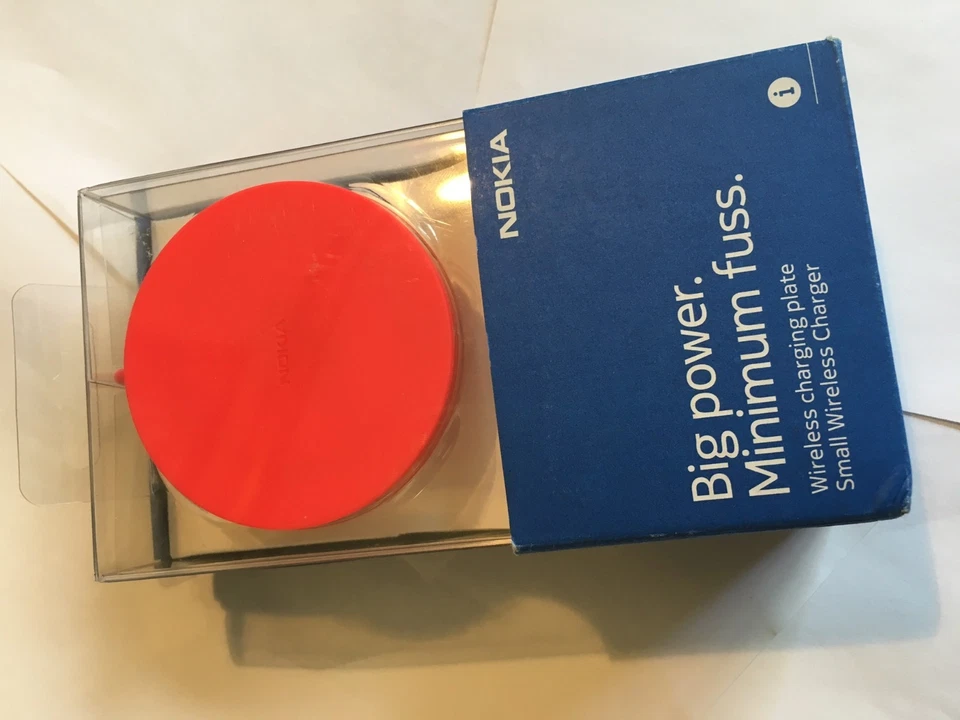 NOKIA
NOKIA
i
Big power.
Minimum fuss.
Wireless charging plate
Small Wireless Charger